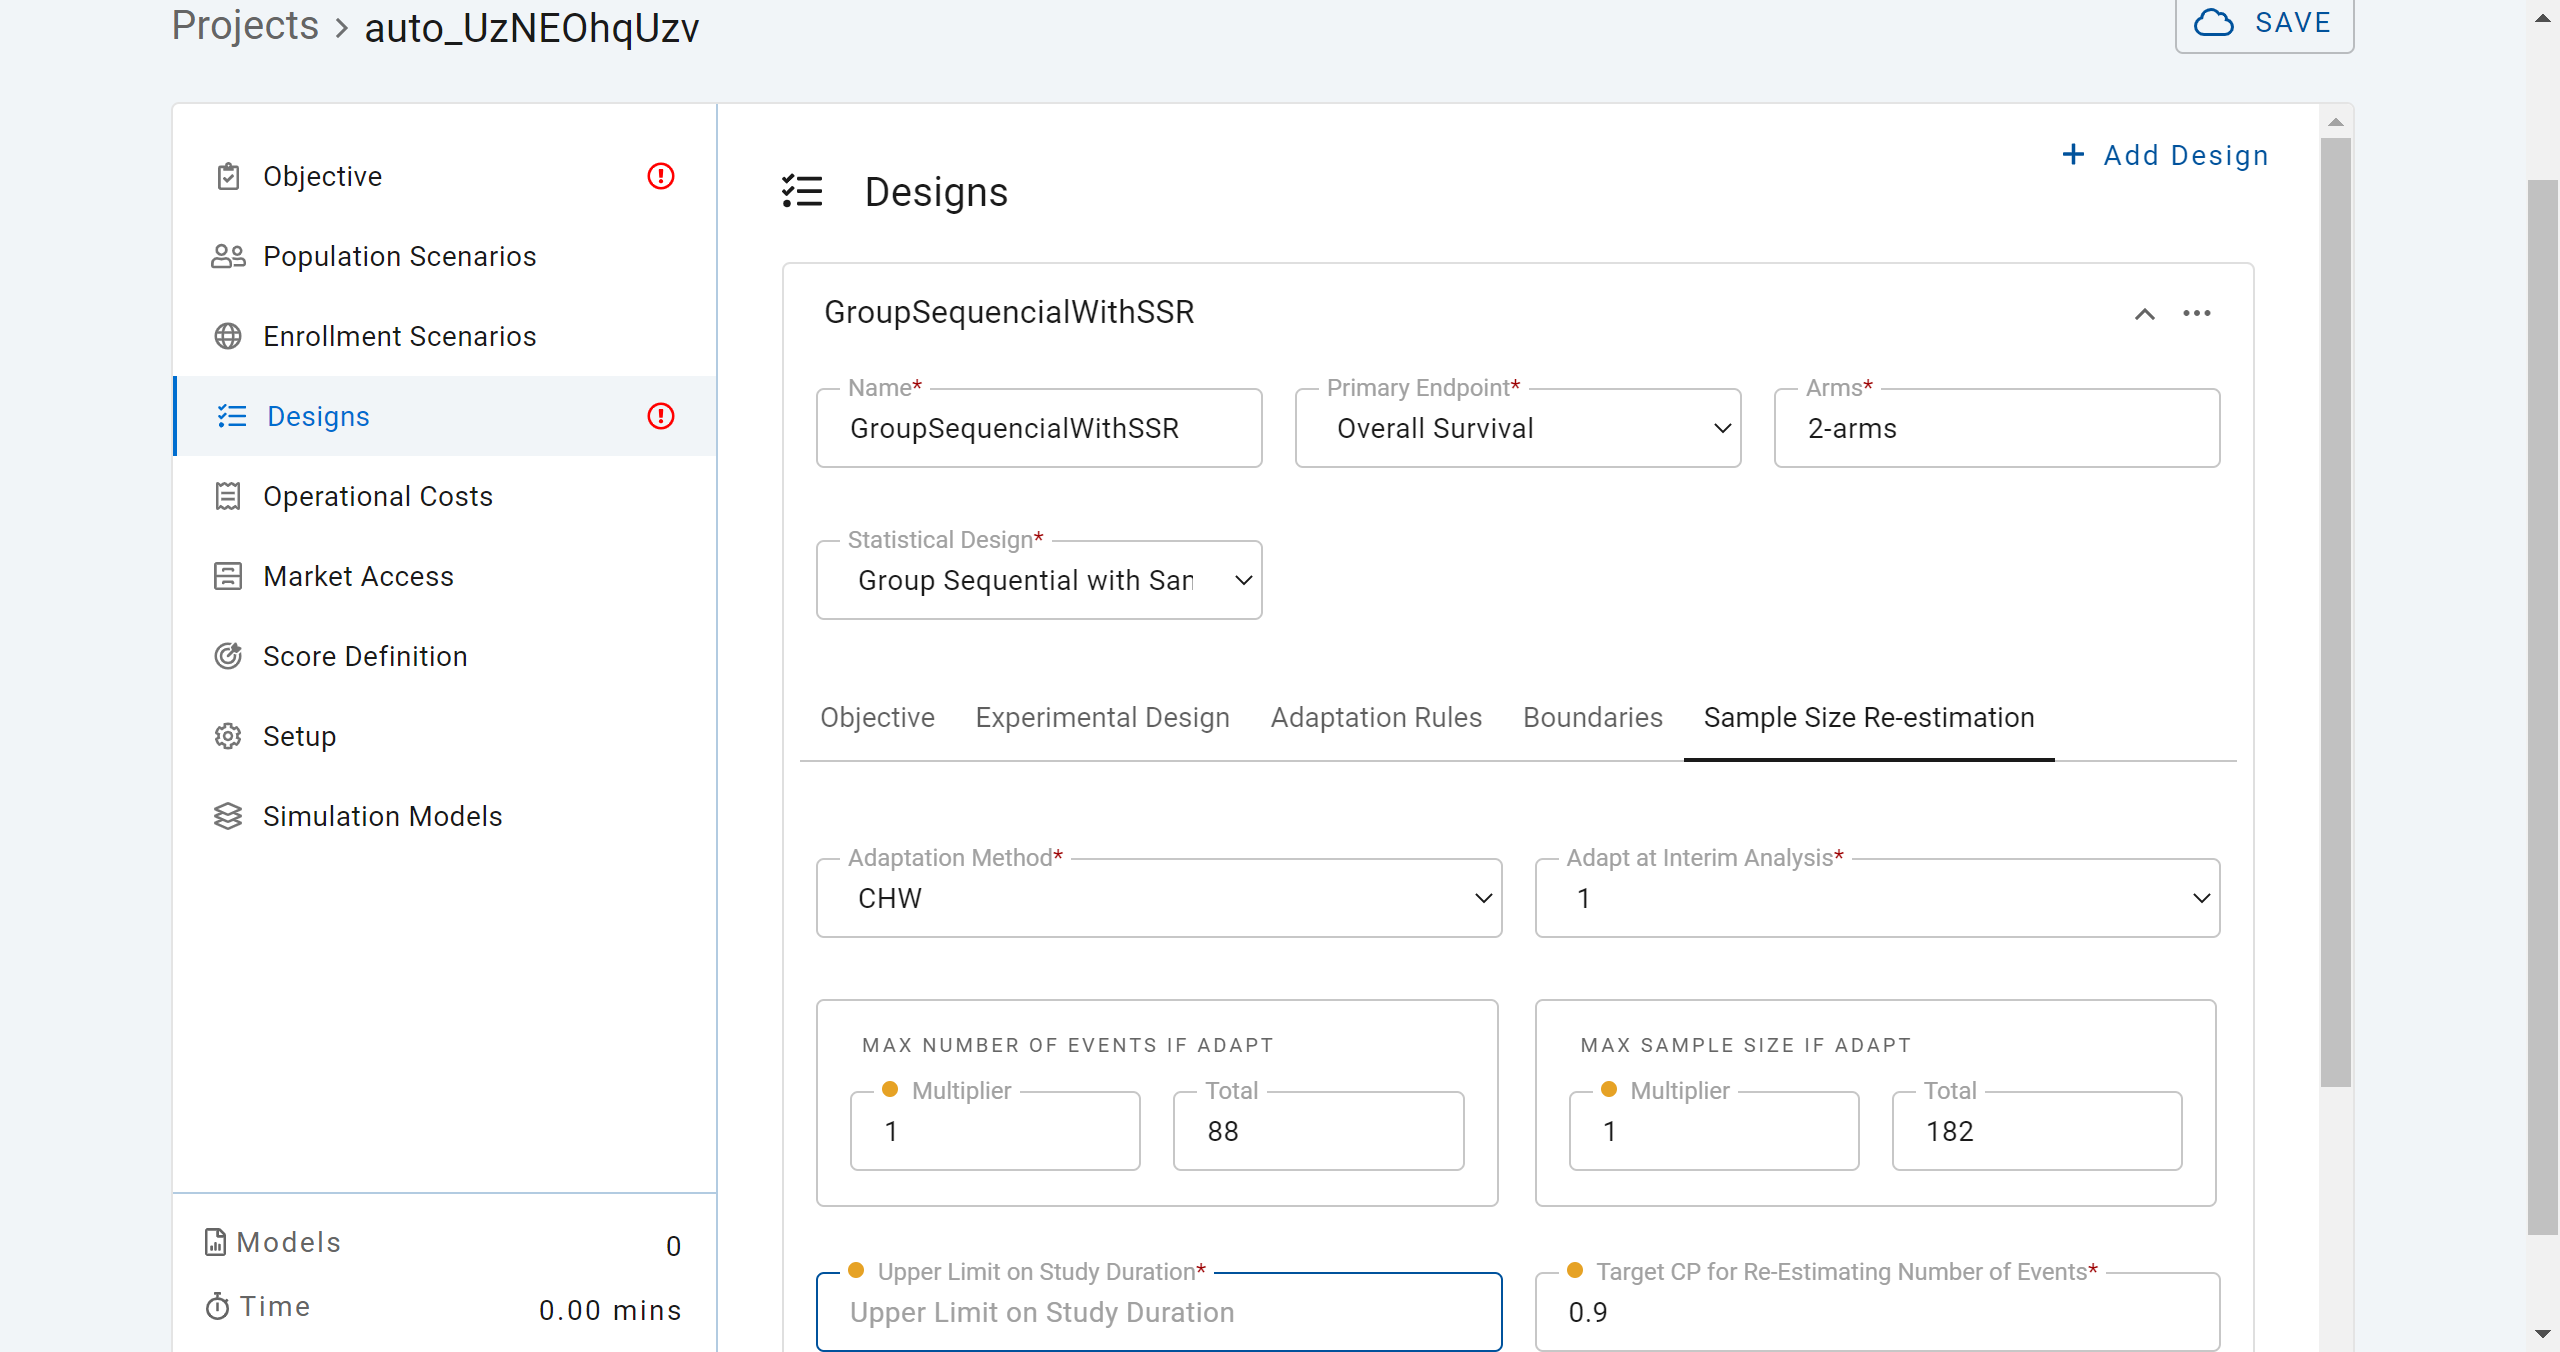 Projects > auto_UzNEOhqUzv
SAVE
Objective
Population Scenarios
Enrollment Scenarios
Designs
Operational Costs
Market Access
Score Definition
Setup
Simulation Models
Models 0
Time 0.00 mins
+ Add Design
Designs
GroupSequencialWithSSR
Name* Primary Endpoint* Arms*
GroupSequencialWithSSR Overall Survival 2-arms
Statistical Design*
Group Sequential with San
Objective Experimental Design Adaptation Rules Boundaries Sample Size Re-estimation
Adaptation Method* Adapt at Interim Analysis*
CHW 1
MAX NUMBER OF EVENTS IF ADAPT
Multiplier Total
1 88
MAX SAMPLE SIZE IF ADAPT
Multiplier Total
1 182
Upper Limit on Study Duration* Target CP for Re-Estimating Number of Events*
Upper Limit on Study Duration 0.9